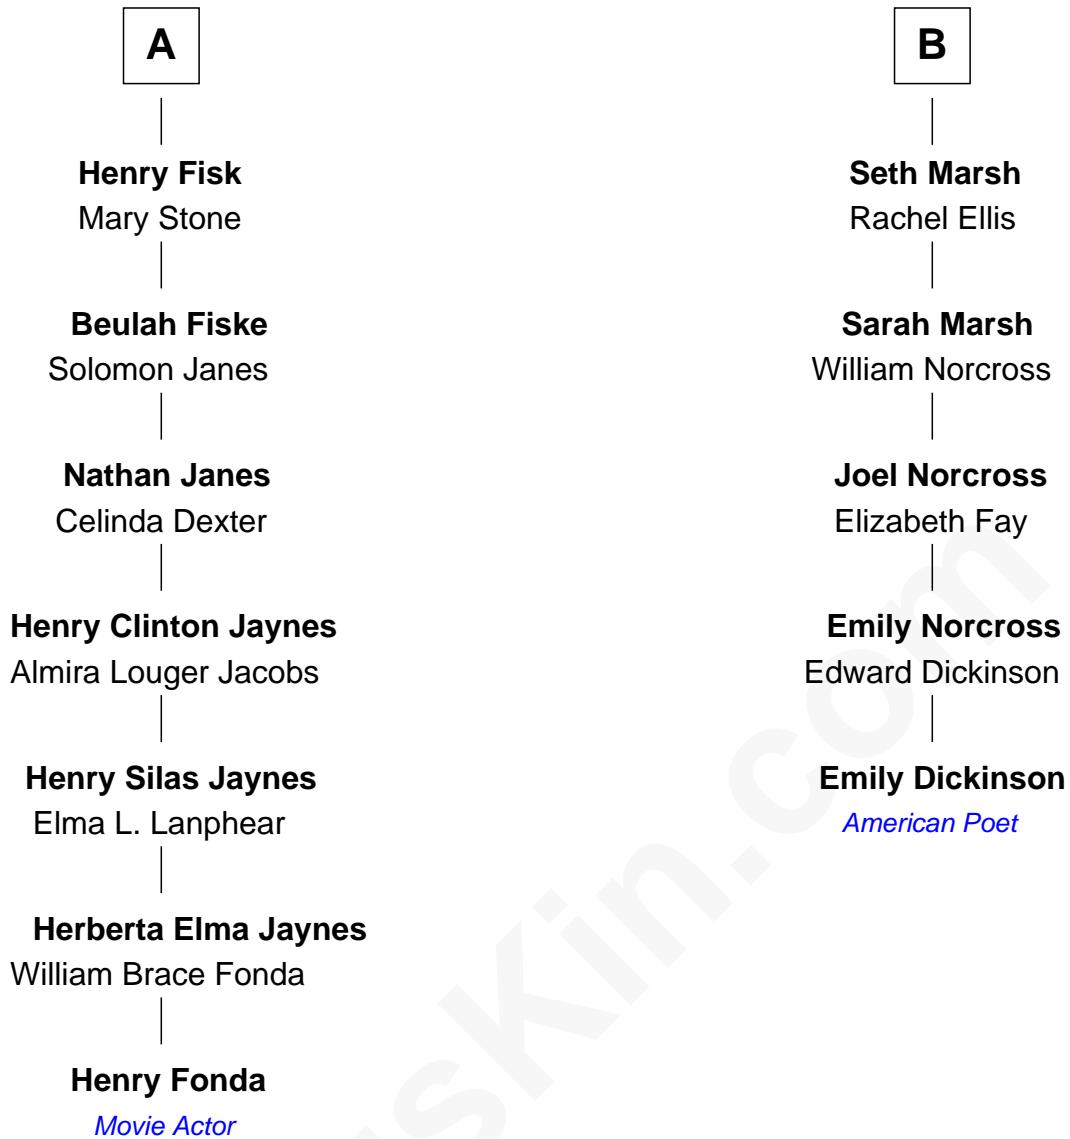 A
Henry Fisk
Mary Stone
Beulah Fiske
Solomon Janes
Nathan Janes
Celinda Dexter
Henry Clinton Jaynes
Almira Louger Jacobs
Henry Silas Jaynes
Elma L. Lanphear
Herberta Elma Jaynes
William Brace Fonda
Henry Fonda
Movie Actor
B
Seth Marsh
Rachel Ellis
Sarah Marsh
William Norcross
Joel Norcross
Elizabeth Fay
Emily Norcross
Edward Dickinson
Emily Dickinson
American Poet